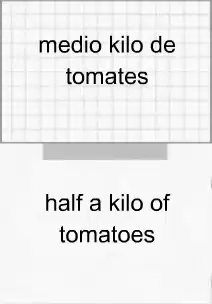 medio kilo de
tomates
half a kilo of
tomatoes